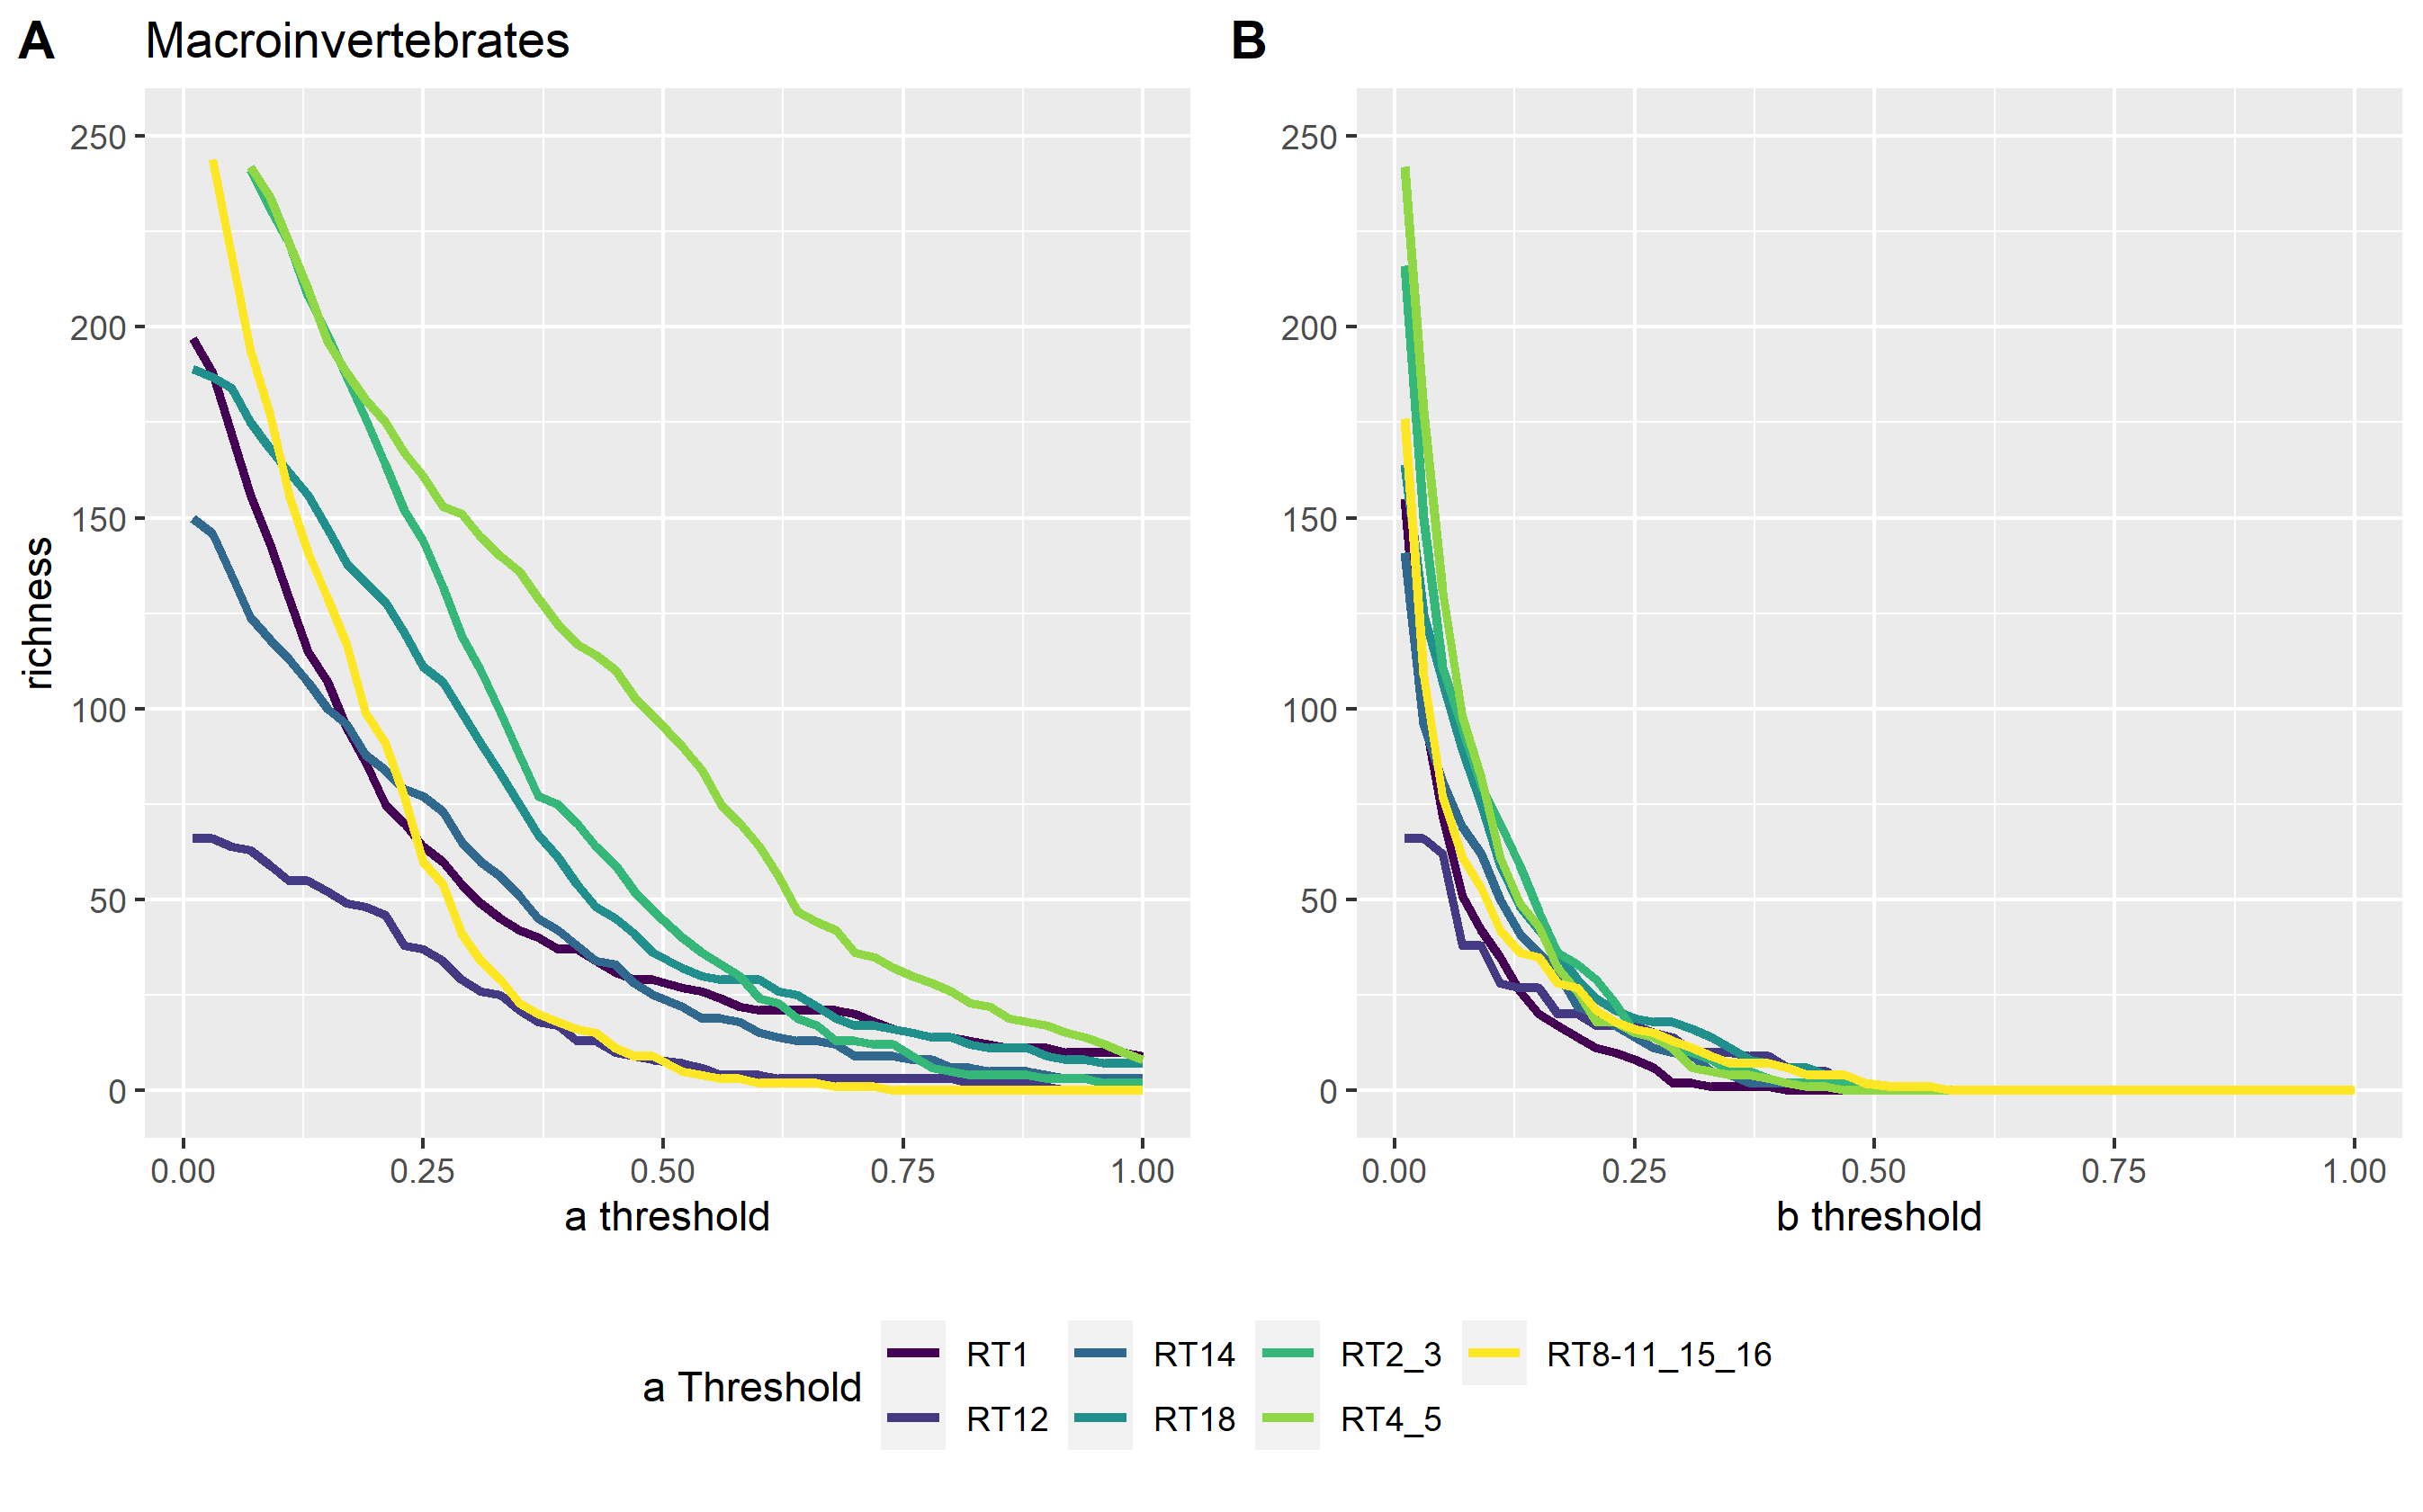 A Macroinvertebrates
B
250
200
150
100
50
0
richness
0.00 0.25 0.50 0.75 1.00
a threshold
250
200
150
100
50
0
0.00 0.25 0.50 0.75 1.00
b threshold
a Threshold
RT1 RT14 RT2_3 RT8-11_15_16
RT12 RT18 RT4_5